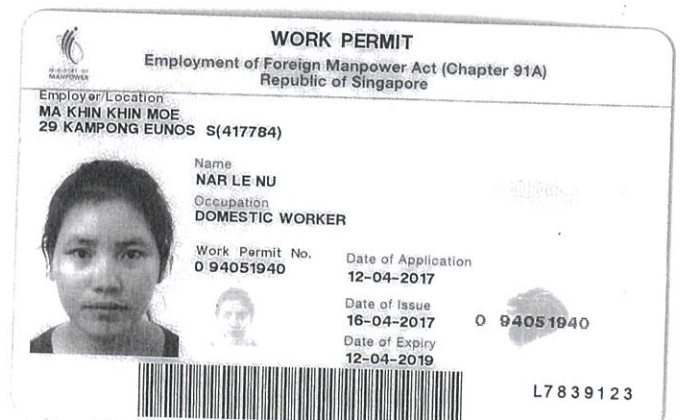 MINISTRY OF
MANPOWER
WORK PERMIT
Employment of Foreign Manpower Act (Chapter 91A)
Republic of Singapore
Employer/Location
MA KHIN KHIN MOE
29 KAMPONG EUNOS S(417784)
Name
NAR LE NU
Occupation
DOMESTIC WORKER
Work Permit No.
0 94051940
Date of Application
12-04-2017
Date of Issue
16-04-2017
0 94051940
Date of Expiry
12-04-2019
L7839123